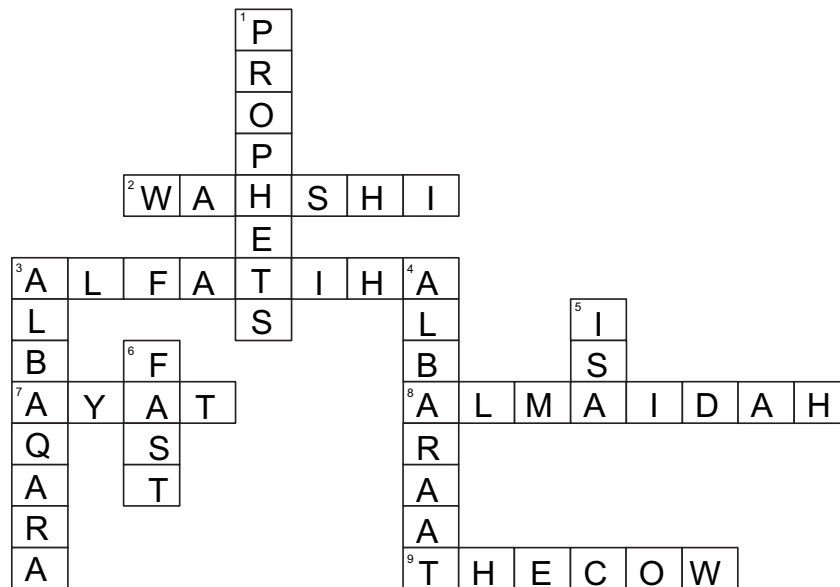 1 P
R
O
P
2 W A H S H I
E
3 A L F A T I H 4 A
L S L 5 I
B 6 F B S
7 A Y A T 8 A L M A I D A H
Q S R
A T A
R A
A 9 T H E C O W